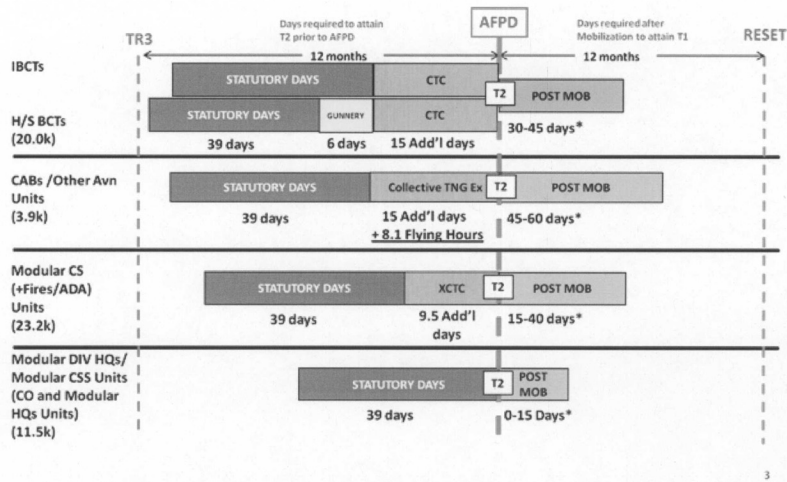 Days required to attain
T2 prior to AFPD
AFPD
Days required after
Mobilization to attain T1
TR3
RESET
12 months
12 months
IBCTs
STATUTORY DAYS
CTC
T2
POST MOB
H/S BCTs
(20.0k)
STATUTORY DAYS
GUNNERY
CTC
39 days
6 days
15 Add'l days
30-45 days*
CABs /Other Avn
Units
(3.9k)
STATUTORY DAYS
Collective TNG Ex
T2
POST MOB
39 days
15 Add'l days
+ 8.1 Flying Hours
45-60 days*
Modular CS
(+Fires/ADA)
Units
(23.2k)
STATUTORY DAYS
XCTC
T2
POST MOB
39 days
9.5 Add'l
days
15-40 days*
Modular DIV HQs/
Modular CSS Units
(CO and Modular
HQs Units)
(11.5k)
STATUTORY DAYS
T2
POST
MOB
39 days
0-15 Days*
3